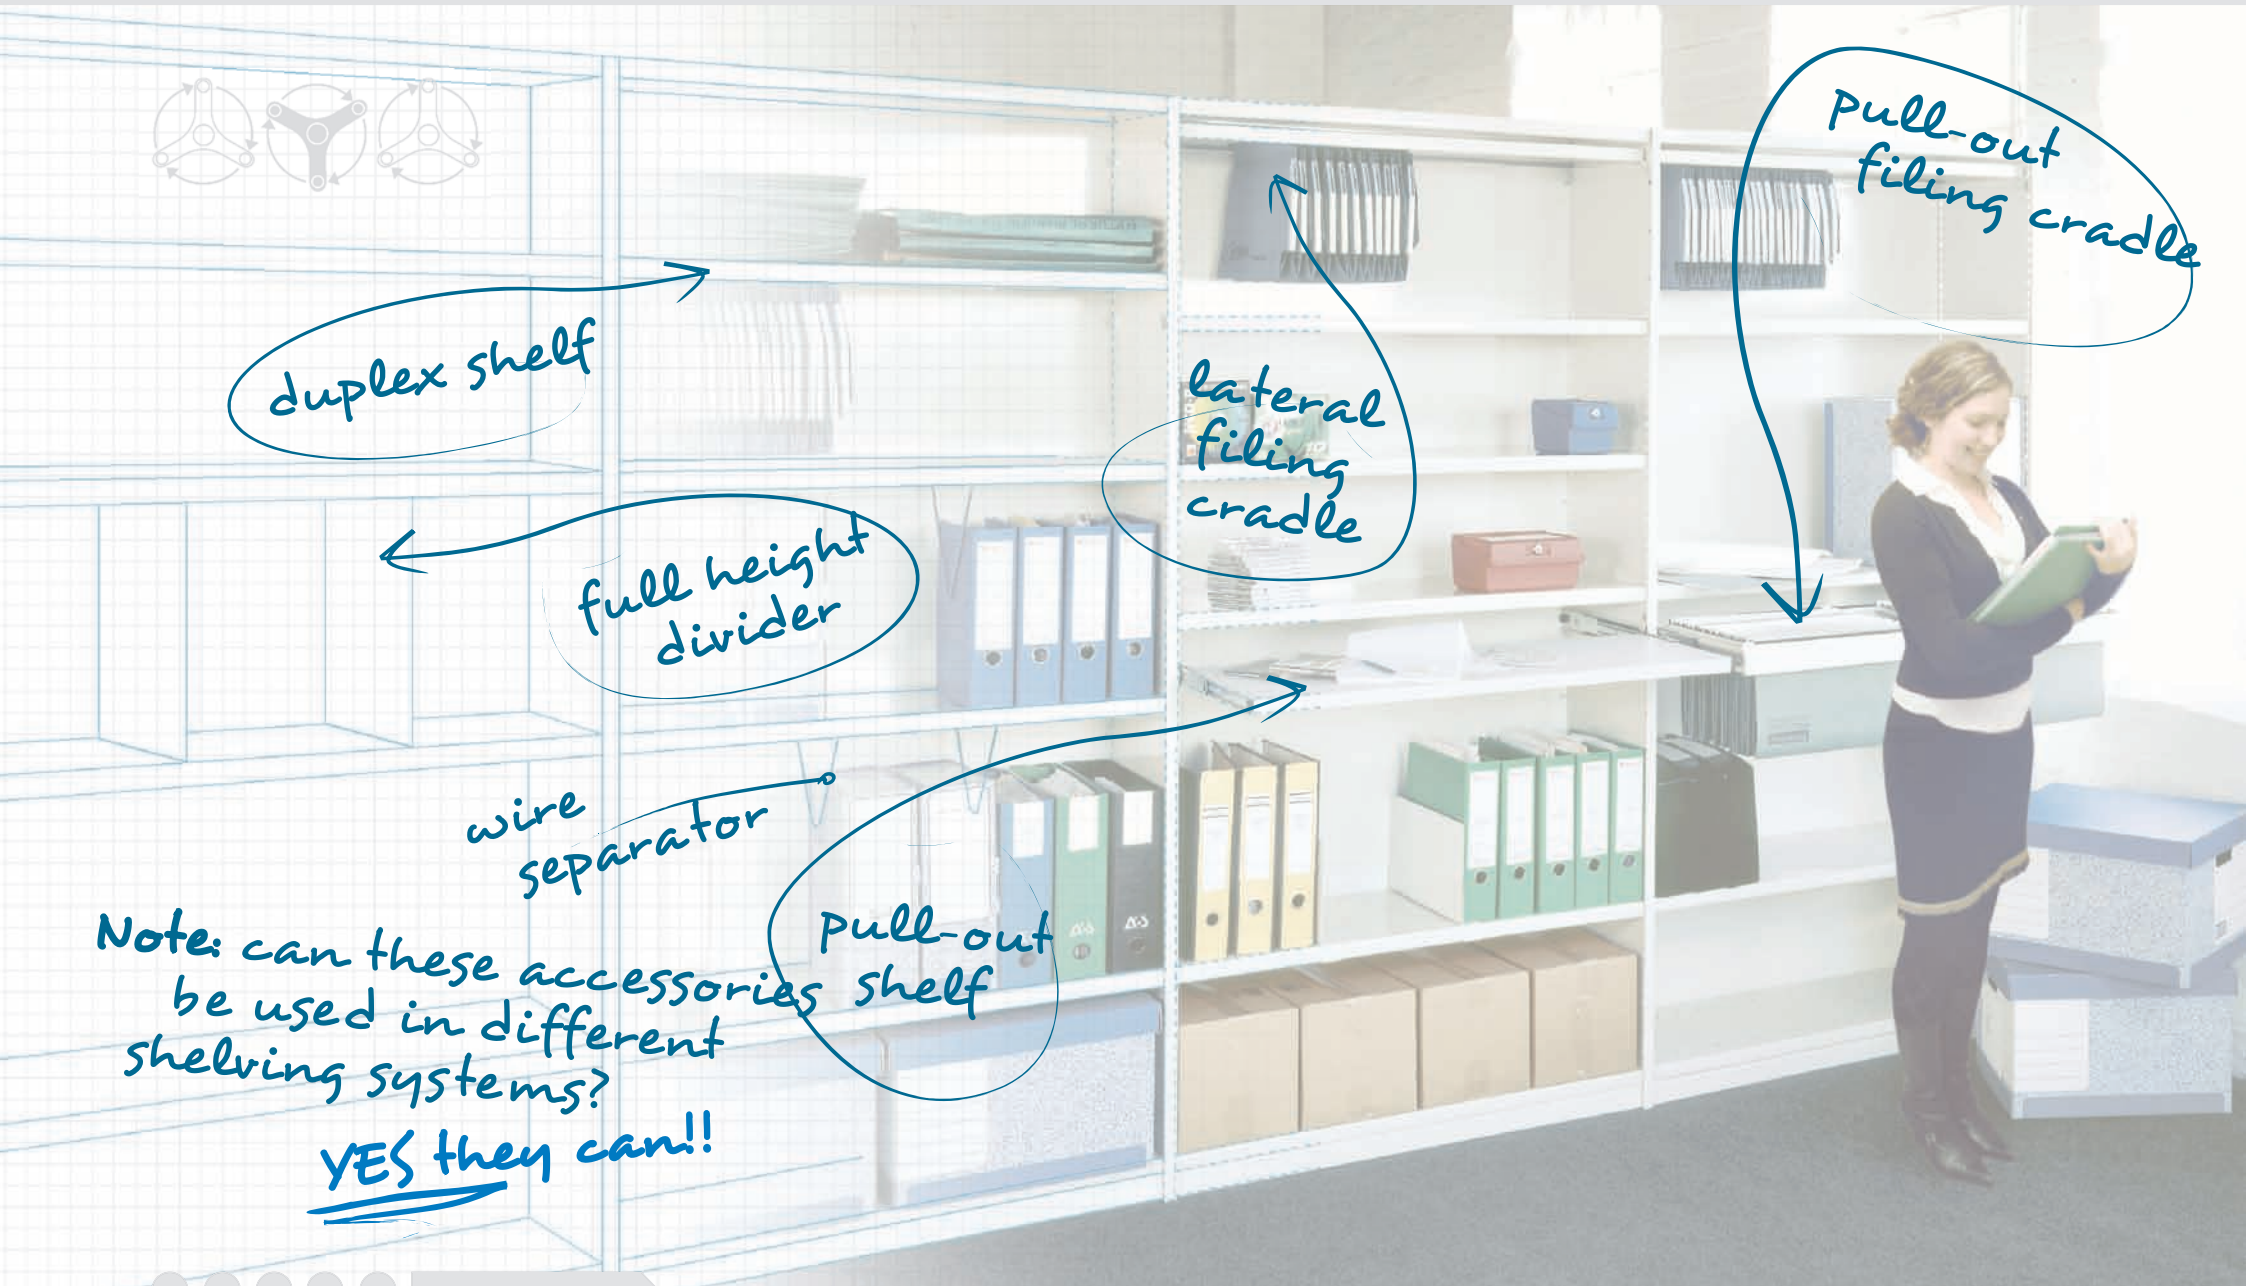 pull-out
filing cradle
duplex shelf
lateral
filing
cradle
full height
divider
wire
separator
pull-out
shelf
Note: can these accessories
be used in different
shelving systems?
YES they can!!